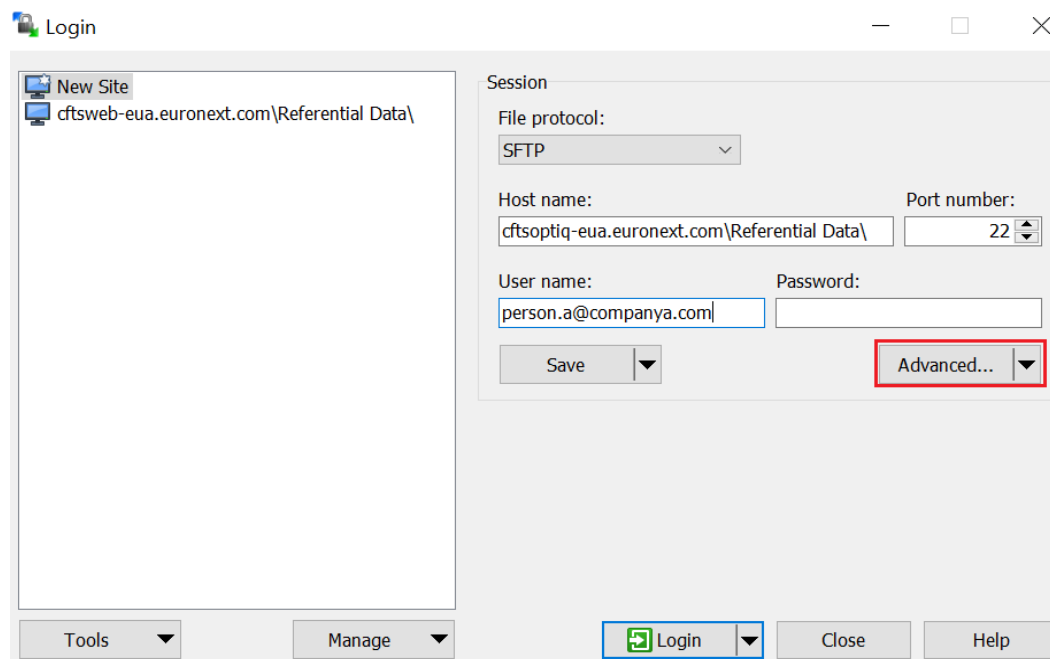 Login
New Site
cftsweb-eua.euronext.com\Referential Data\
Session
File protocol:
SFTP
Host name:
Port number:
cftsoptiq-eua.euronext.com\Referential Data\
22
User name:
Password:
person.a@companya.com
Save
Advanced...
Tools
Manage
Login
Close
Help